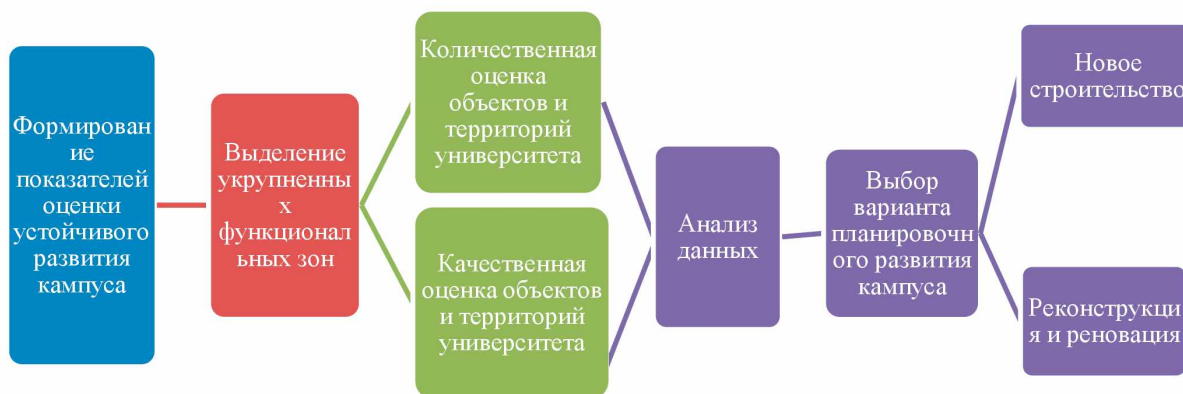 Формирован
ие
показателей
оценки
устойчивого
развития
кампуса
Выделение
укрупненны
х
функционал
ьных зон
Количественная
оценка
объектов и
территорий
университета
Качественная
оценка объектов
и территорий
университета
Анализ
данных
Выбор
варианта
планировочн
ого развития
кампуса
Новое
строительство
Реконструкци
я и реновация